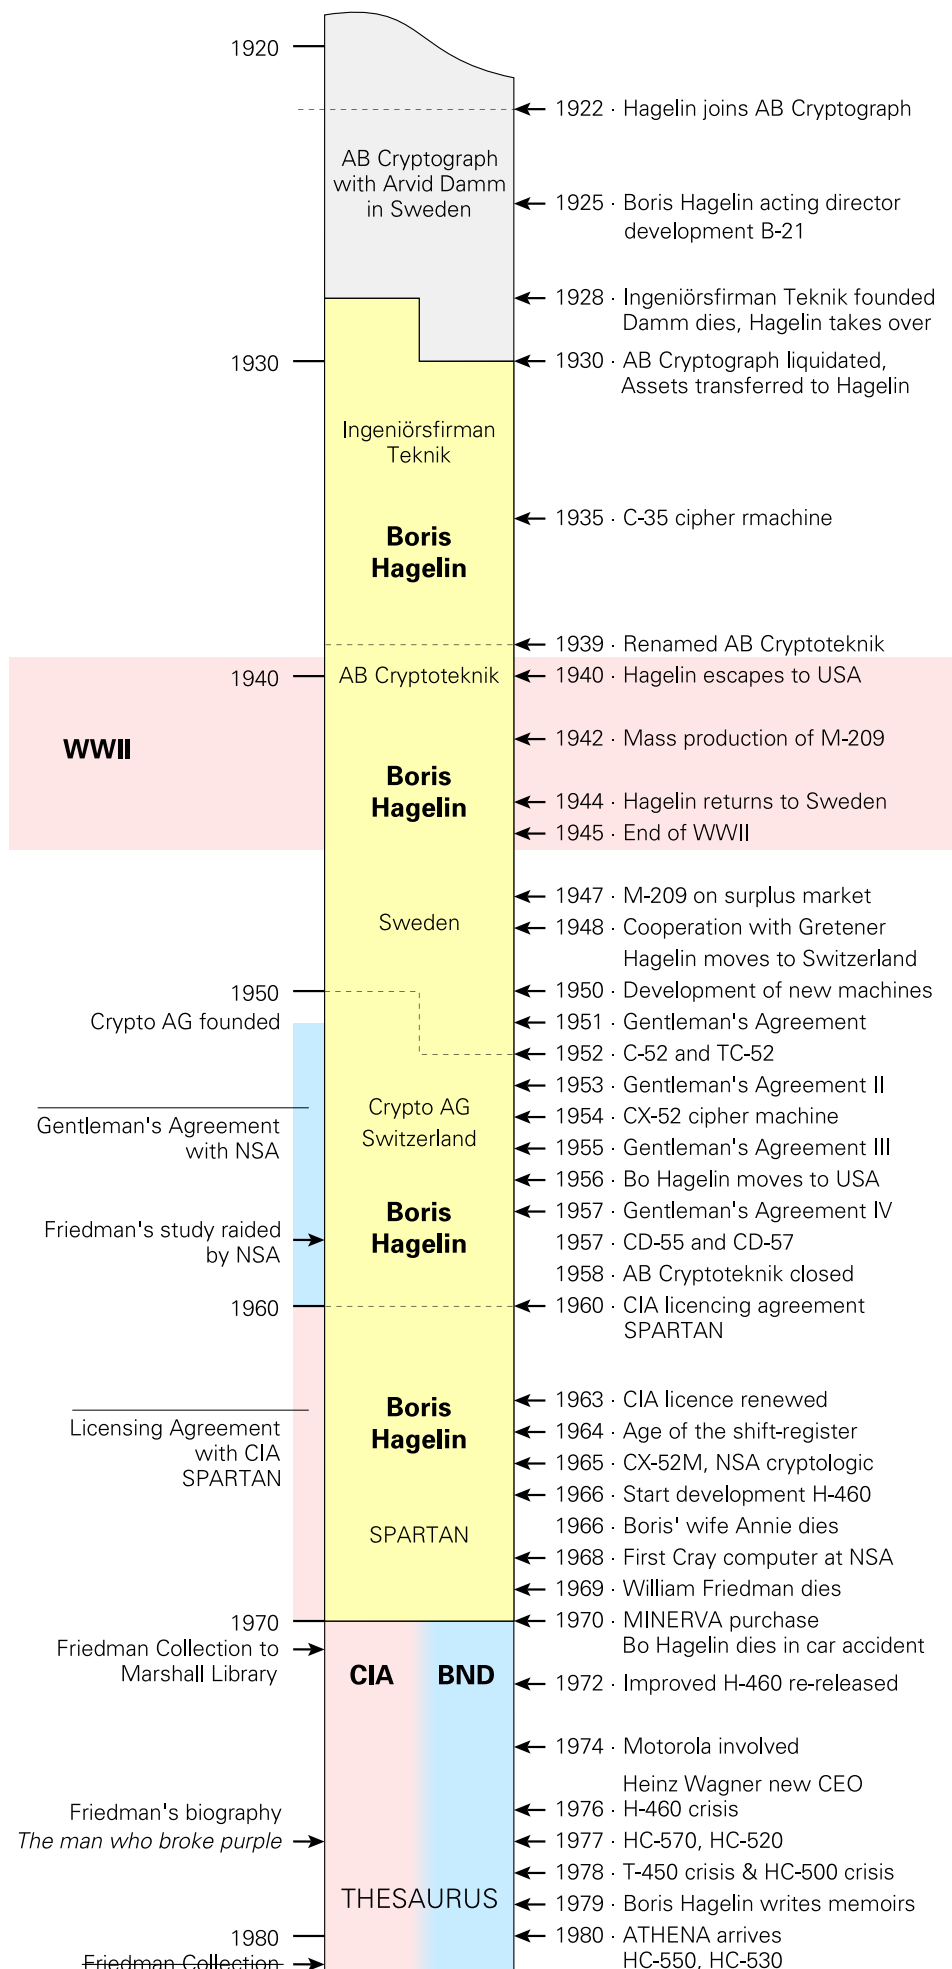 1920
1922 · Hagelin joins AB Cryptograph
AB Cryptograph
with Arvid Damm
in Sweden
1925 · Boris Hagelin acting director
development B-21
1928 · Ingeniörsfirman Teknik founded
Damm dies, Hagelin takes over
1930
1930 · AB Cryptograph liquidated,
Assets transferred to Hagelin
Ingeniörsfirman
Teknik
1935 · C-35 cipher rmachine
Boris
Hagelin
1939 · Renamed AB Cryptoteknik
1940
AB Cryptoteknik
1940 · Hagelin escapes to USA
WWII
1942 · Mass production of M-209
Boris
Hagelin
1944 · Hagelin returns to Sweden
1945 · End of WWII
1947 · M-209 on surplus market
Sweden
1948 · Cooperation with Gretener
Hagelin moves to Switzerland
1950
1950 · Development of new machines
Crypto AG founded
1951 · Gentleman's Agreement
1952 · C-52 and TC-52
1953 · Gentleman's Agreement II
Crypto AG
Switzerland
Gentleman's Agreement
with NSA
1954 · CX-52 cipher machine
1955 · Gentleman's Agreement III
1956 · Bo Hagelin moves to USA
Boris
Hagelin
1957 · Gentleman's Agreement IV
Friedman's study raided
by NSA
1957 · CD-55 and CD-57
1958 · AB Cryptoteknik closed
1960
1960 · CIA licencing agreement
SPARTAN
1963 · CIA licence renewed
Boris
Hagelin
Licensing Agreement
with CIA
SPARTAN
1964 · Age of the shift-register
1965 · CX-52M, NSA cryptologic
1966 · Start development H-460
1966 · Boris' wife Annie dies
SPARTAN
1968 · First Cray computer at NSA
1969 · William Friedman dies
1970
1970 · MINERVA purchase
Bo Hagelin dies in car accident
Friedman Collection to
Marshall Library
CIA BND
1972 · Improved H-460 re-released
1974 · Motorola involved
Heinz Wagner new CEO
1976 · H-460 crisis
Friedman's biography
The man who broke purple
1977 · HC-570, HC-520
1978 · T-450 crisis & HC-500 crisis
THESAURUS
1979 · Boris Hagelin writes memoirs
1980
1980 · ATHENA arrives
HC-550, HC-530
Friedman Collection